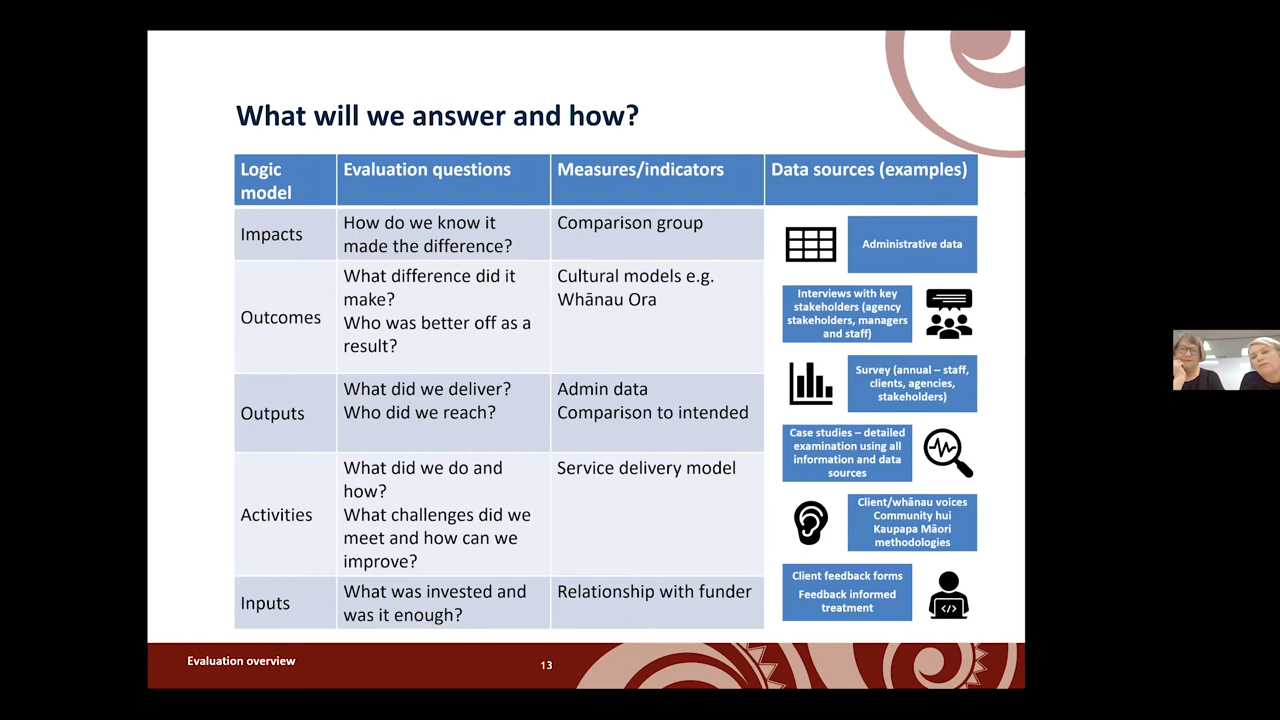 What will we answer and how?
Logic
model
Evaluation questions
Measures/indicators
Data sources (examples)
Impacts
How do we know it
made the difference?
Comparison group
Outcomes
What difference did it
make?
Who was better off as a
result?
Cultural models e.g.
Whānau Ora
Outputs
What did we deliver?
Who did we reach?
Admin data
Comparison to intended
Activities
What did we do and
how?
What challenges did we
meet and how can we
improve?
Service delivery model
Inputs
What was invested and
was it enough?
Relationship with funder
Administrative data
Interviews with key
stakeholders (agency
stakeholders, managers
and staff)
Survey (annual – staff,
clients, agencies,
stakeholders)
Case studies – detailed
examination using all
information and data
sources
Client/whānau voices
Community hui
Kaupapa Māori
methodologies
Client feedback forms
Feedback informed
treatment
</>
Evaluation overview
13